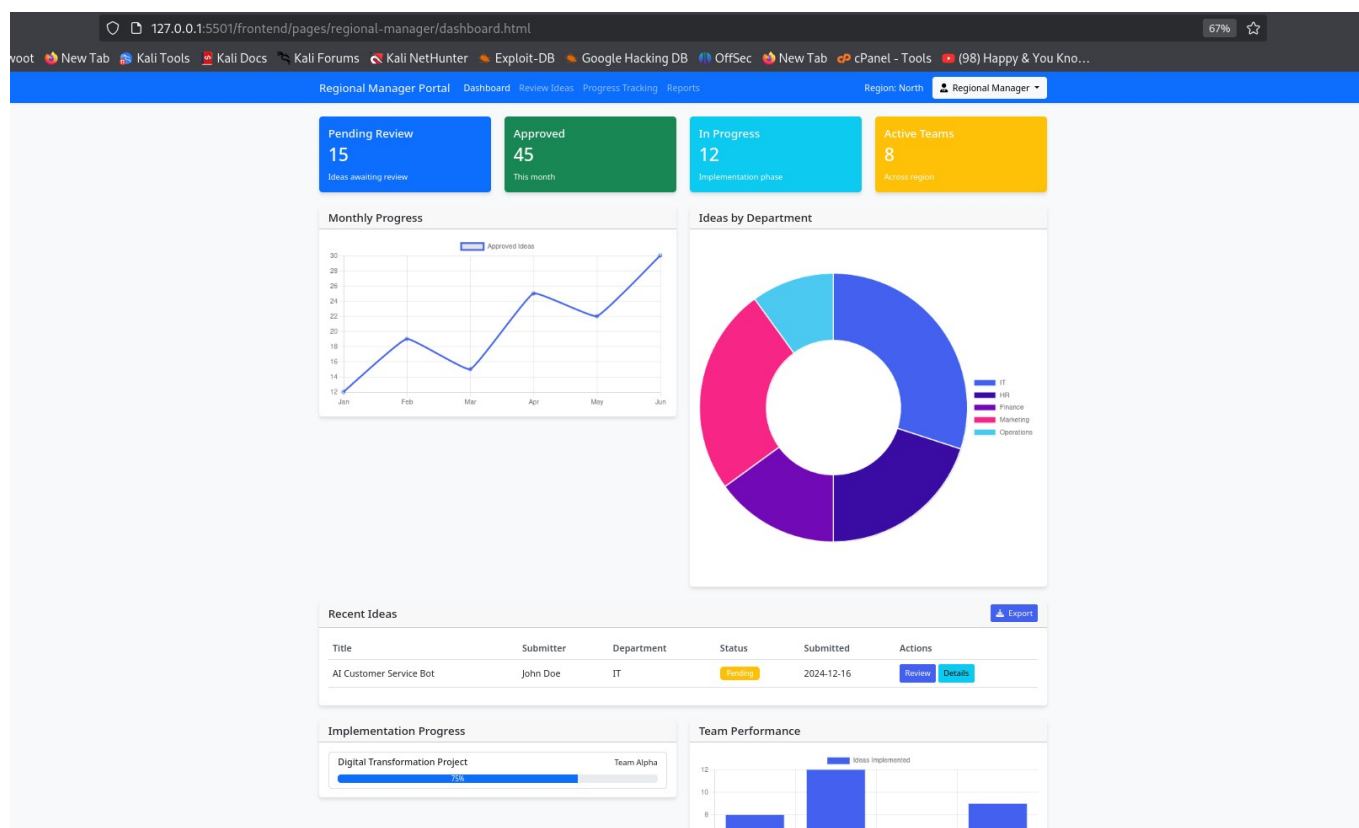 127.0.0.1:5501/frontend/pages/regional-manager/dashboard.html 67%
woot New Tab Kali Tools Kali Docs Kali Forums Kali NetHunter Exploit-DB Google Hacking DB OffSec New Tab cPanel - Tools (98) Happy & You Kno...
Regional Manager Portal Dashboard Review Ideas Progress Tracking Reports Region: North Regional Manager
Pending Review Approved In Progress Active Teams
15 45 12 8
Ideas awaiting review This month Implementation phase Across region
Monthly Progress
Approved Ideas
30
28
26
24
22
20
18
16
14
12
Jan Feb Mar Apr May Jun
Ideas by Department
IT
HR
Finance
Marketing
Operations
Recent Ideas Export
Title Submitter Department Status Submitted Actions
AI Customer Service Bot John Doe IT Pending 2024-12-16 Review Details
Implementation Progress
Digital Transformation Project Team Alpha
75%
Team Performance
Ideas Implemented
12
10
8